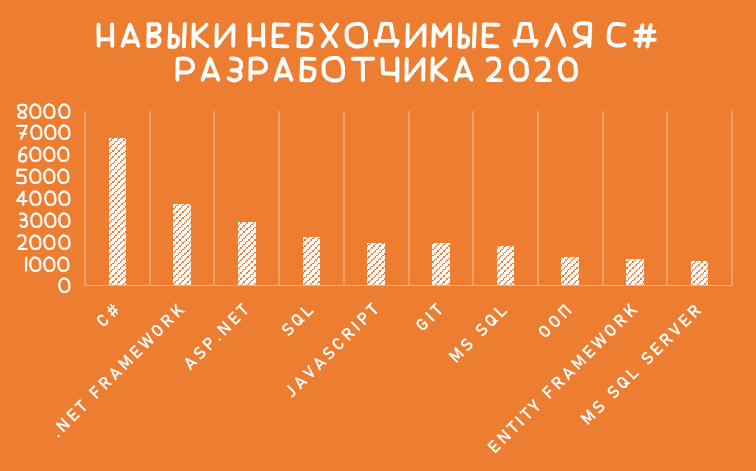 НАВЫКИ НЕБХОДИМЫЕ ДЛЯ C#
РАЗРАБОТЧИКА 2020
8000
7000
6000
5000
4000
3000
2000
1000
0
C#
.NET FRAMEWORK
ASP.NET
SQL
JAVASCRIPT
GIT
MS SQL
ООП
ENTITY FRAMEWORK
MS SQL SERVER